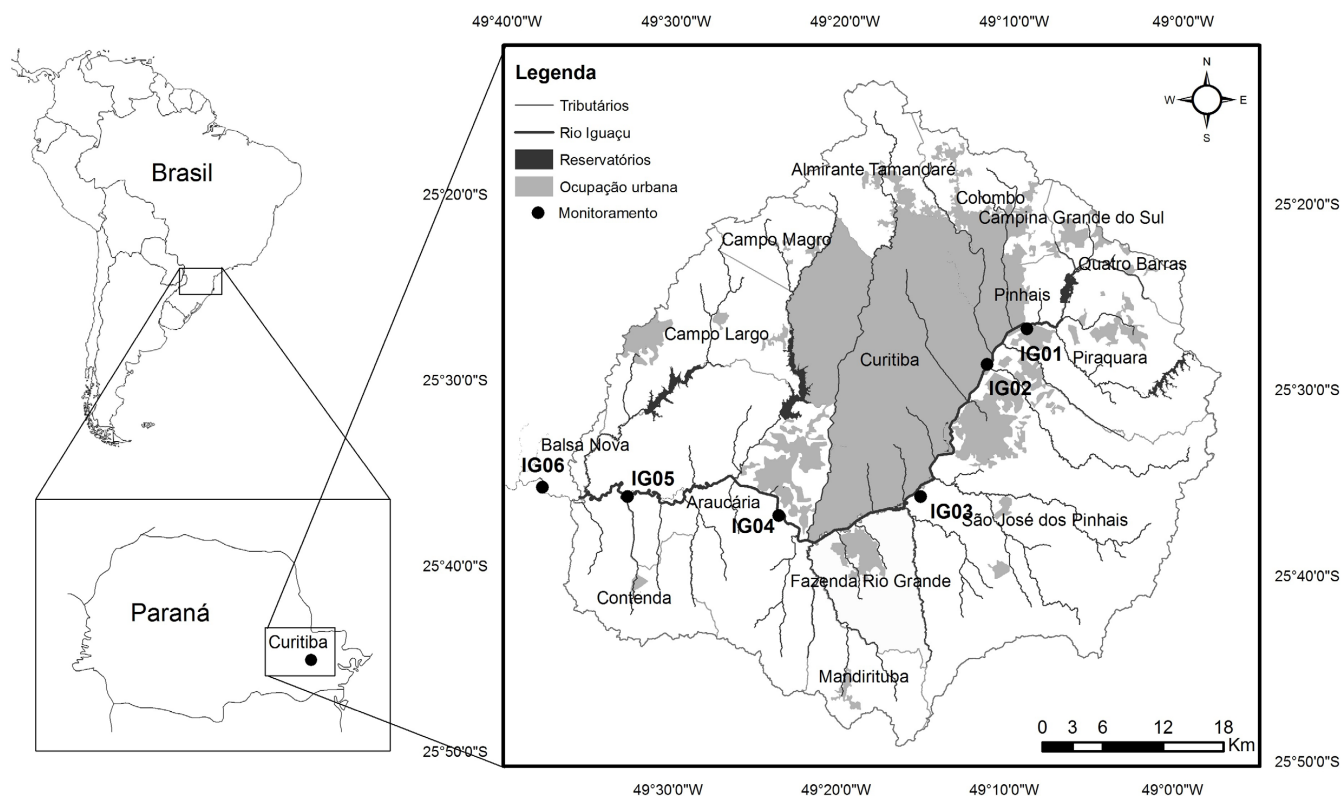 49°40'0"W 49°30'0"W 49°20'0"W 49°10'0"W 49°0'0"W
Legenda
Tributários
Rio Iguaçu
Reservatórios
Ocupação urbana
Monitoramento
N
W E
S
Brasil
25°20'0"S
25°20'0"S
Almirante Tamandaré
Colombo
Campina Grande do Sul
Campo Magro
Quatro Barras
Pinhais
Campo Largo
Curitiba
IG01
Piraquara
25°30'0"S
IG02
25°30'0"S
Balsa Nova
IG06
IG05
Araucária
IG04
IG03
São José dos Pinhais
25°40'0"S
25°40'0"S
Fazenda Rio Grande
Contenda
Paraná
Curitiba
Mandirituba
0 3 6 12 18
Km
25°50'0"S
25°50'0"S
49°30'0"W 49°20'0"W 49°10'0"W 49°0'0"W